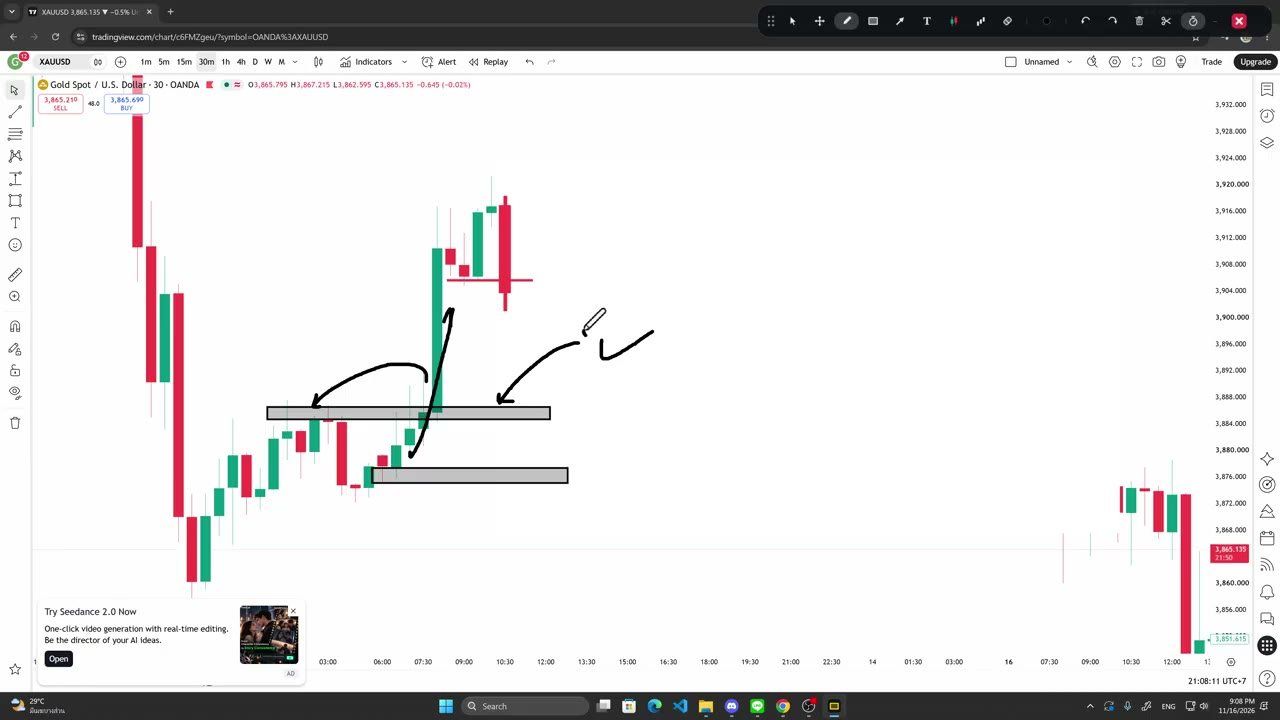 XAUUSD 3,865.135 ▼ −0.5% U
tradingview.com/chart/c6FMZgeu/?symbol=OANDA%3AXAUUSD
G 12 XAUUSD 1m 5m 15m 30m 1h 4h D W M Indicators Alert Replay Unnamed Trade Upgrade
Gold Spot / U.S. Dollar · 30 · OANDA O3,865.795 H3,867.215 L3,862.595 C3,865.135 −0.645 (−0.02%)
3,865.210 48.0 3,865.690
SELL BUY
3,932.000
3,928.000
3,924.000
3,920.000
3,916.000
3,912.000
3,908.000
3,904.000
3,900.000
3,896.000
3,892.000
3,888.000
3,884.000
3,880.000
3,876.000
3,872.000
3,868.000
3,865.135
21:50
3,860.000
3,856.000
3,851.615
Try Seedance 2.0 Now
One-click video generation with real-time editing.
Be the director of your AI ideas.
Open
AD
03:00 06:00 07:30 09:00 10:30 12:00 13:30 15:00 16:30 18:00 19:30 21:00 22:30 14 01:30 03:00 16 07:30 09:00 10:30 12:00
21:08:11 UTC+7
29°C
Search
ENG
9:08 PM
11/16/2026